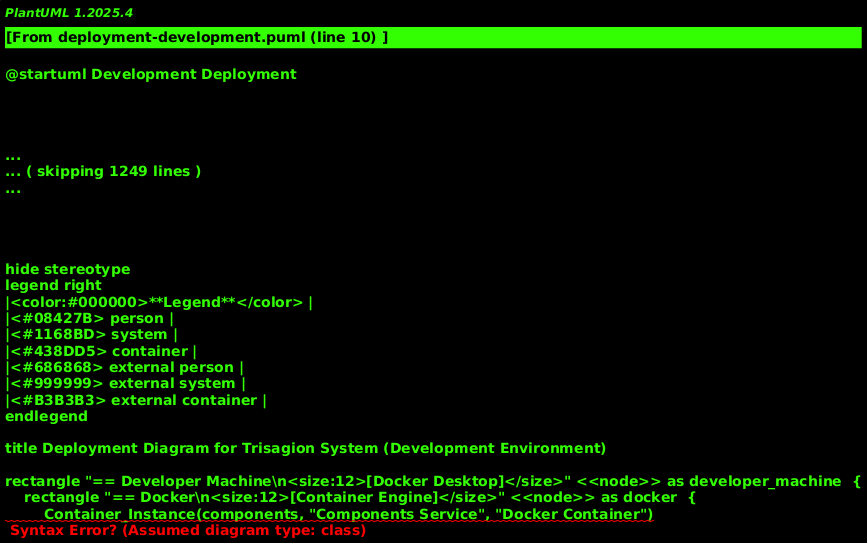 PlantUML 1.2025.4
[From deployment-development.puml (line 10) ]
@startuml Development Deployment
...
... ( skipping 1249 lines )
...
hide stereotype
legend right
|<color:#000000>**Legend**</color> |
|<#08427B> person |
|<#1168BD> system |
|<#438DD5> container |
|<#686868> external person |
|<#999999> external system |
|<#B3B3B3> external container |
endlegend
title Deployment Diagram for Trisagion System (Development Environment)
rectangle "== Developer Machine\n<size:12>[Docker Desktop]</size>" <<node>> as developer_machine  {
    rectangle "== Docker\n<size:12>[Container Engine]</size>" <<node>> as docker  {
        Container_Instance(components, "Components Service", "Docker Container")
 Syntax Error? (Assumed diagram type: class)